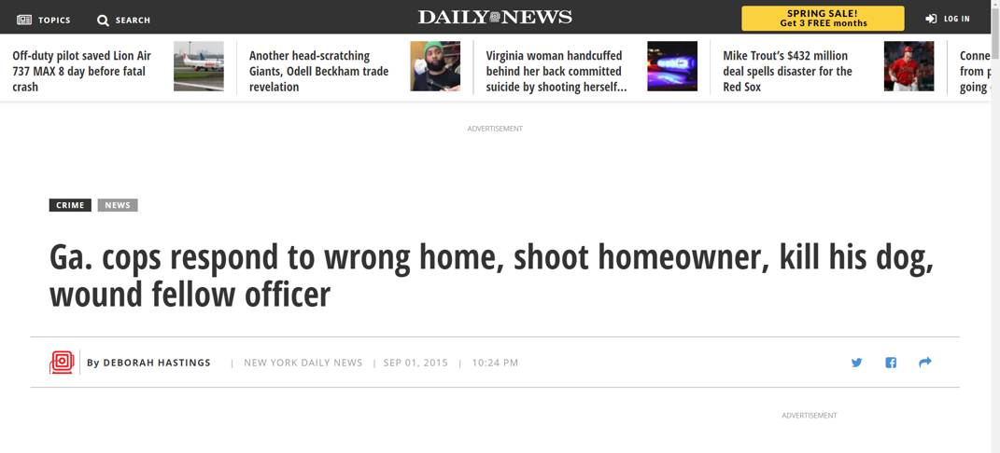 TOPICS
SEARCH
DAILY NEWS
SPRING SALE!
Get 3 FREE months
LOG IN
Off-duty pilot saved Lion Air
737 MAX 8 day before fatal
crash
Another head-scratching
Giants, Odell Beckham trade
revelation
Virginia woman handcuffed
behind her back committed
suicide by shooting herself...
Mike Trout’s $432 million
deal spells disaster for the
Red Sox
Conne
from p
going
ADVERTISEMENT
CRIME
NEWS
Ga. cops respond to wrong home, shoot homeowner, kill his dog,
wound fellow officer
By DEBORAH HASTINGS | NEW YORK DAILY NEWS | SEP 01, 2015 | 10:24 PM
ADVERTISEMENT